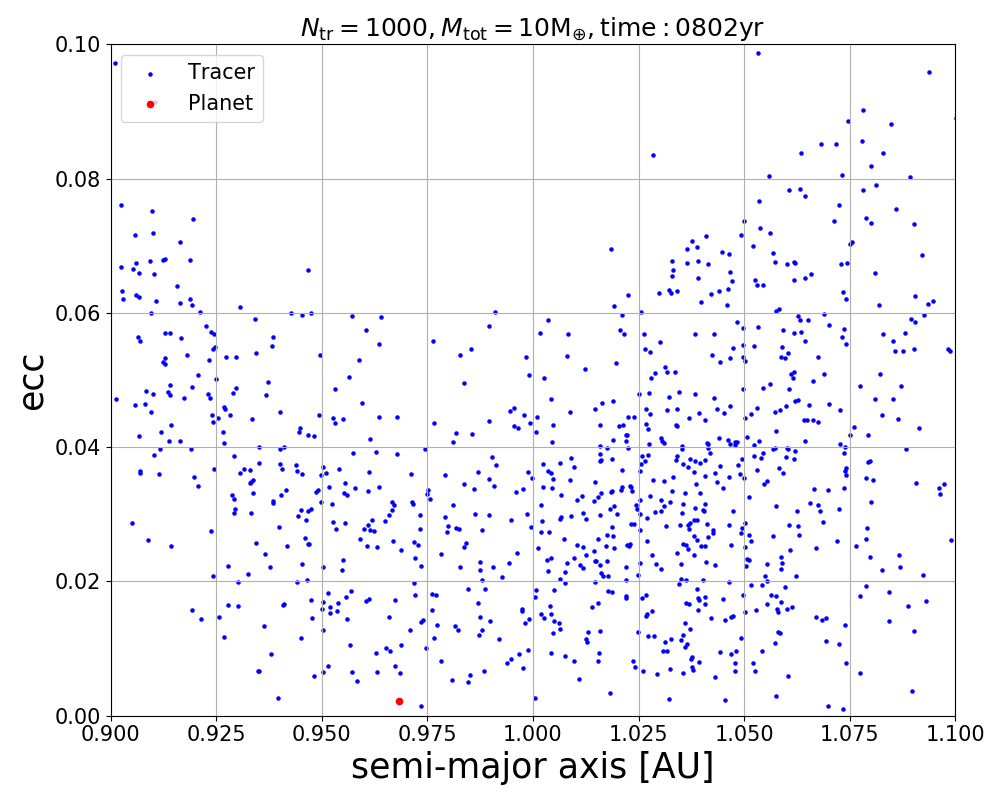 N_tr = 1000, M_tot = 10M_⊕, time : 0802yr
Tracer
Planet
ecc
0.10
0.08
0.06
0.04
0.02
0.00
0.900 0.925 0.950 0.975 1.000 1.025 1.050 1.075 1.100
semi-major axis [AU]